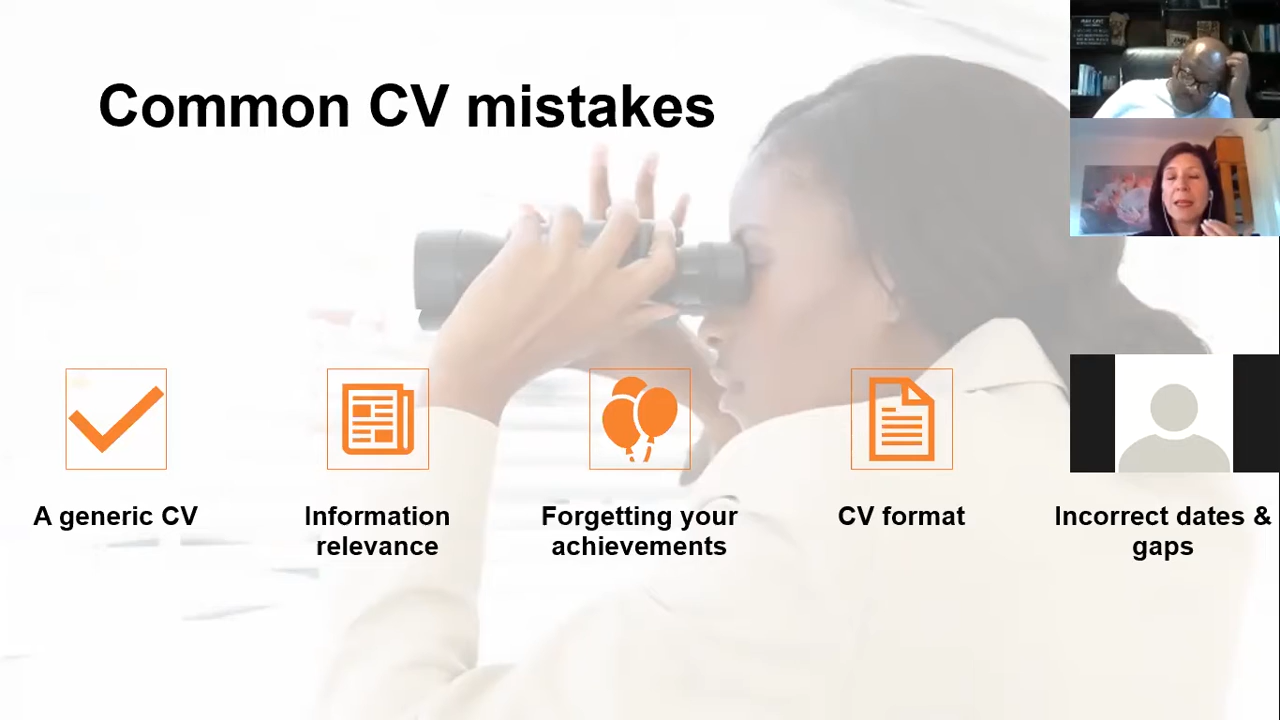 Common CV mistakes
A generic CV
Information
relevance
Forgetting your
achievements
CV format
Incorrect dates &
gaps